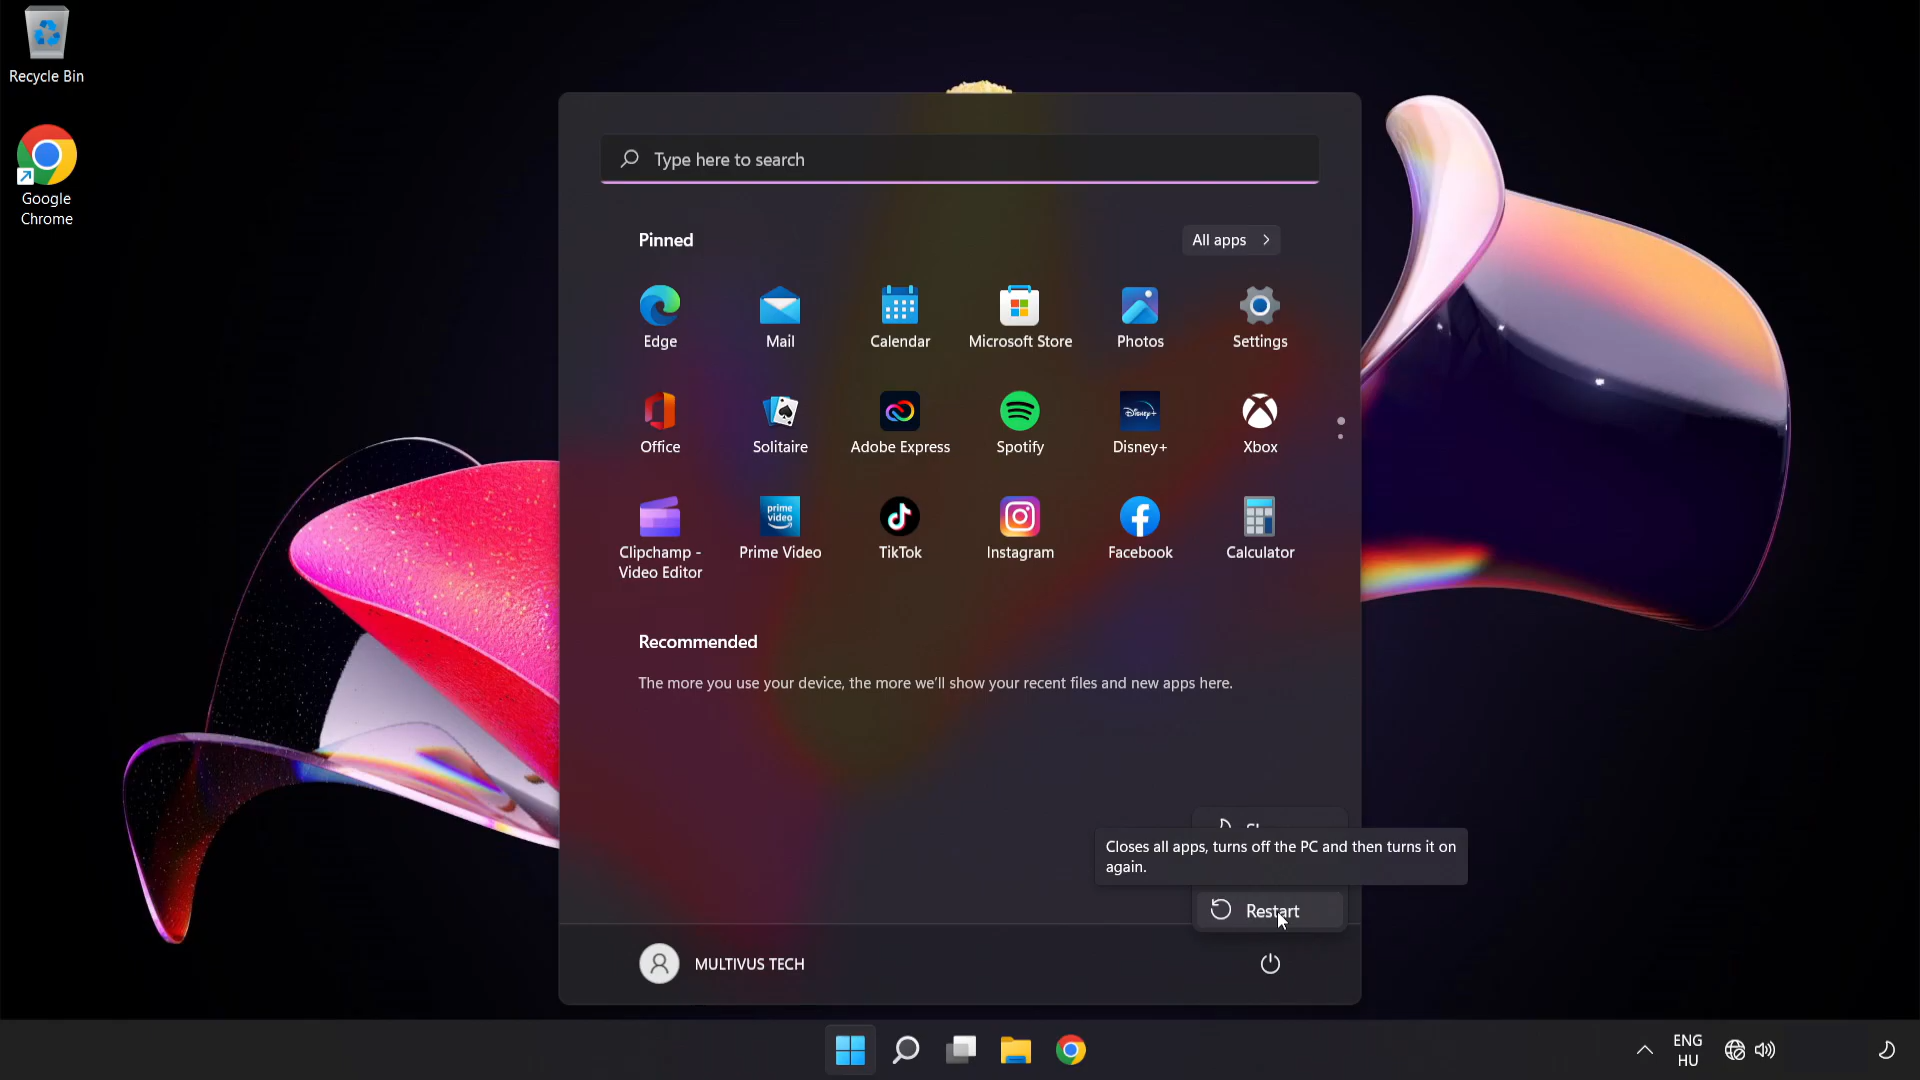 Recycle Bin
Google
Chrome
Type here to search
Pinned
All apps
Edge
Mail
Calendar
Microsoft Store
Photos
Settings
Office
Solitaire
Adobe Express
Spotify
Disney+
Disney+
Xbox
prime
video
Clipchamp -
Video Editor
Prime Video
TikTok
Instagram
Facebook
Calculator
Recommended
The more you use your device, the more we'll show your recent files and new apps here.
Closes all apps, turns off the PC and then turns it on
again.
Restart
MULTIVUS TECH
ENG
HU